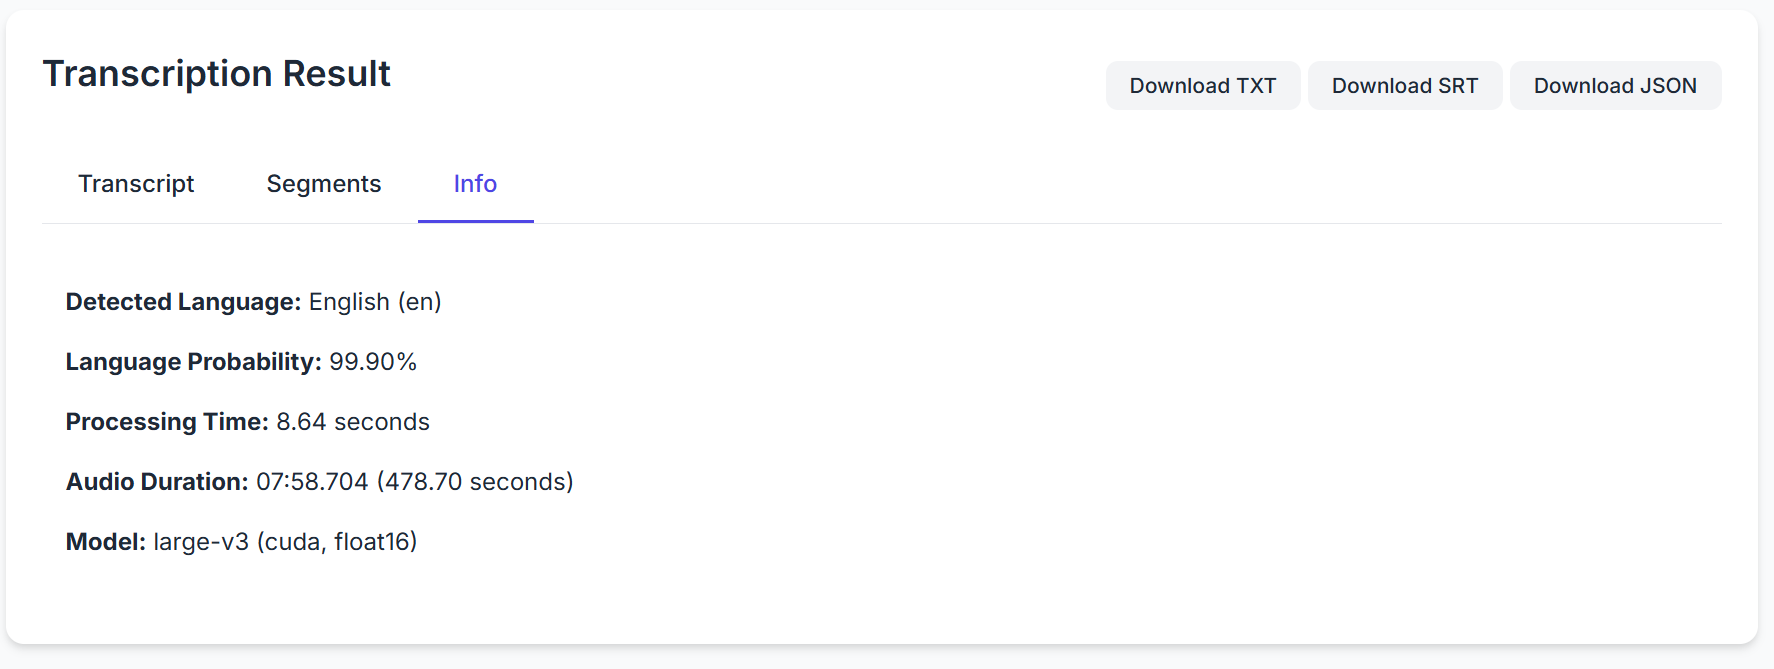 Transcription Result
Download TXT
Download SRT
Download JSON
Transcript
Segments
Info
Detected Language: English (en)
Language Probability: 99.90%
Processing Time: 8.64 seconds
Audio Duration: 07:58.704 (478.70 seconds)
Model: large-v3 (cuda, float16)